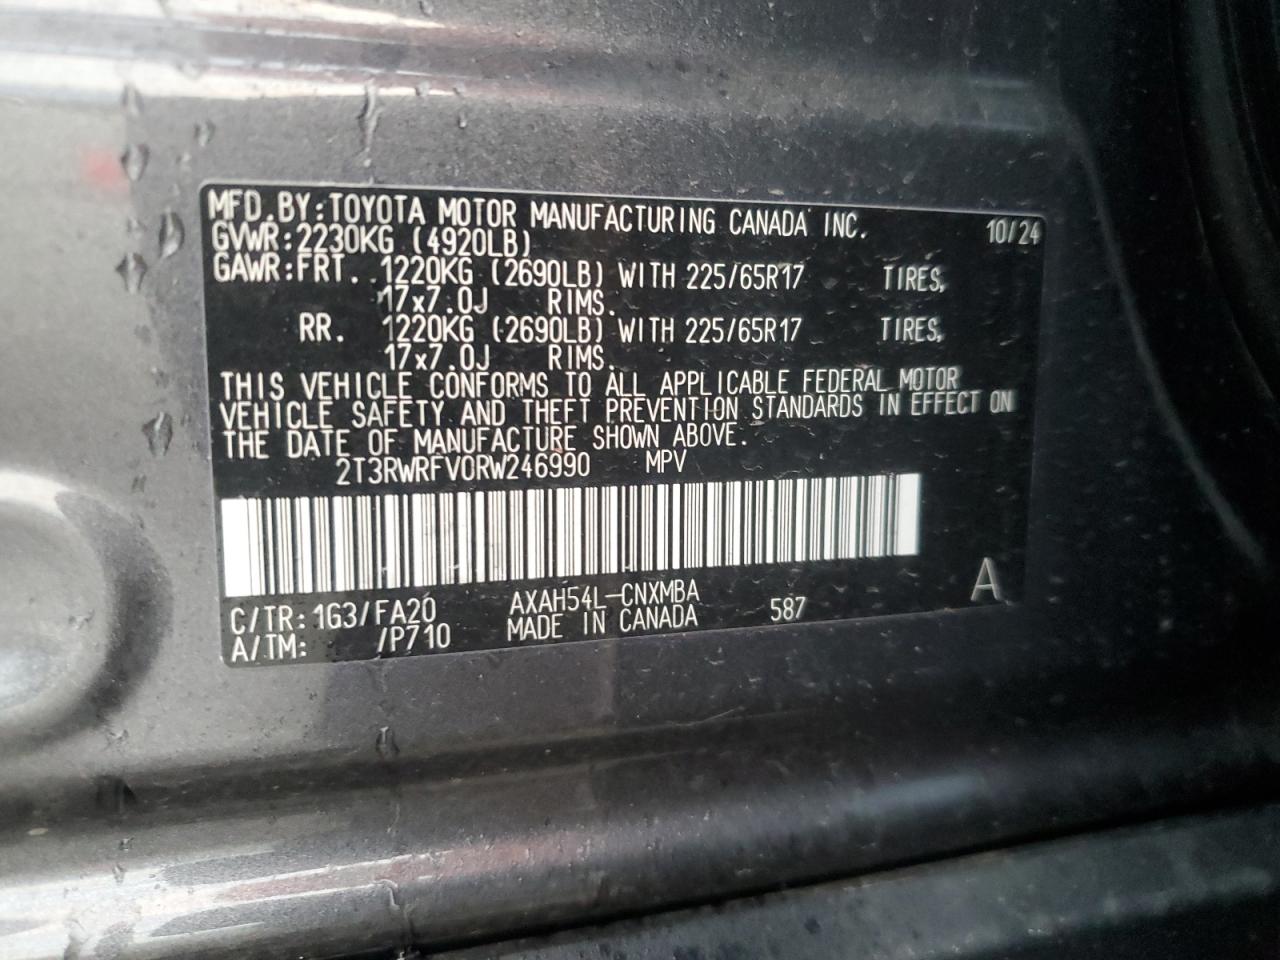 MFD.BY:TOYOTA MOTOR MANUFACTURING CANADA INC. 10/24
GVWR:2230KG (4920LB)
GAWR:FRT. 1220KG (2690LB) WITH 225/65R17 TIRES,
17x7.0J RIMS.
RR. 1220KG (2690LB) WITH 225/65R17 TIRES,
17x7.0J RIMS.
THIS VEHICLE CONFORMS TO ALL APPLICABLE FEDERAL MOTOR
VEHICLE SAFETY AND THEFT PREVENTION STANDARDS IN EFFECT ON
THE DATE OF MANUFACTURE SHOWN ABOVE.
2T3RWRFV0RW246990 MPV
A
C/TR:1G3/FA20 AXAH54L-CNXMBA 587
A/TM: /P710 MADE IN CANADA